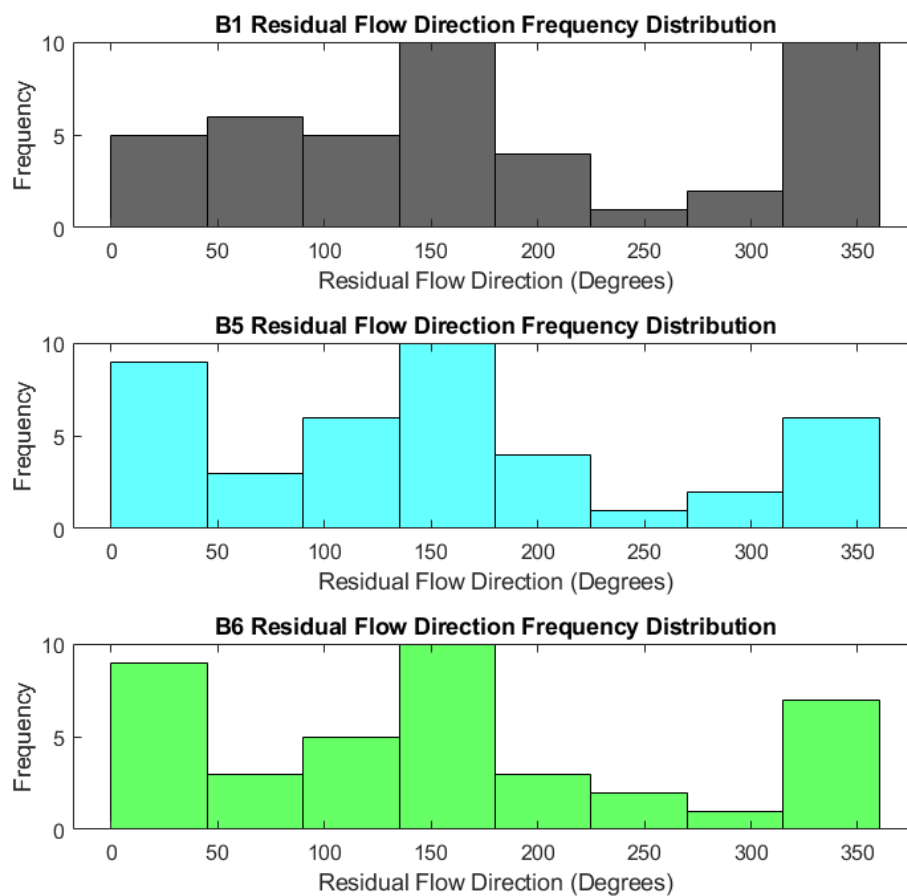 B1 Residual Flow Direction Frequency Distribution
10
5
0
Frequency
0 50 100 150 200 250 300 350
Residual Flow Direction (Degrees)
B5 Residual Flow Direction Frequency Distribution
10
5
0
Frequency
0 50 100 150 200 250 300 350
Residual Flow Direction (Degrees)
B6 Residual Flow Direction Frequency Distribution
10
5
0
Frequency
0 50 100 150 200 250 300 350
Residual Flow Direction (Degrees)